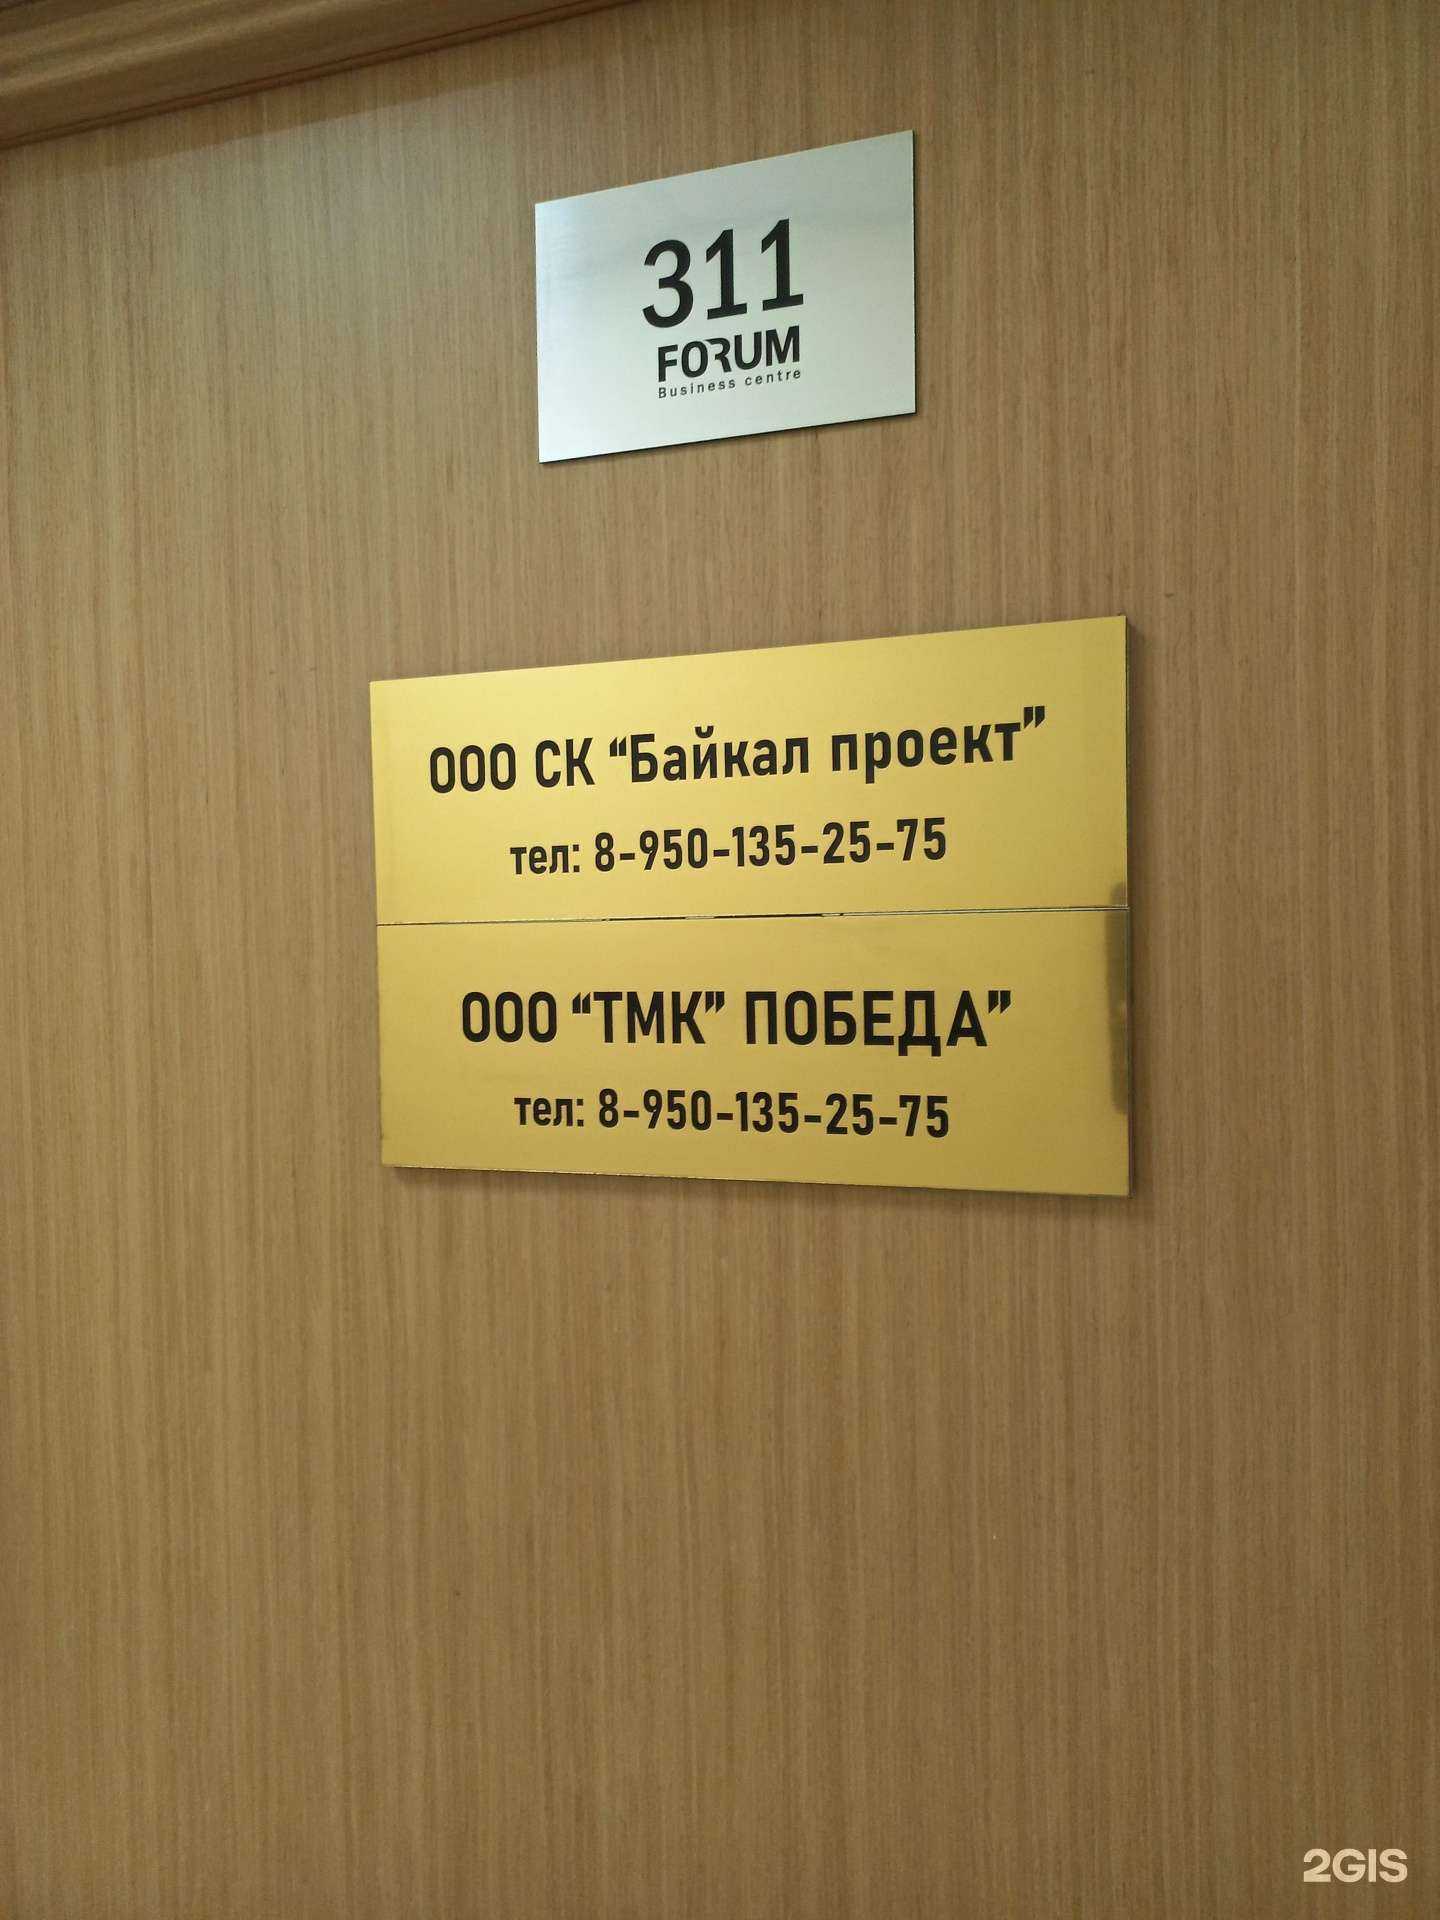 311
FORUM
Business centre
ООО СК “Байкал проект”
тел: 8-950-135-25-75
ООО “ТМК” ПОБЕДА”
тел: 8-950-135-25-75
2GIS